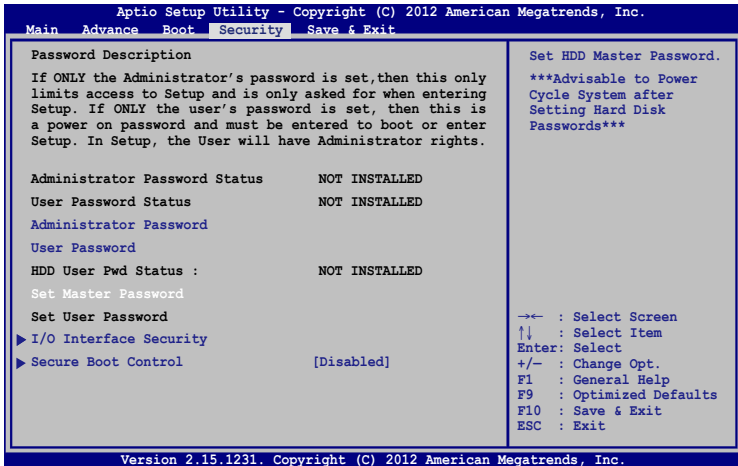 Aptio Setup Utility - Copyright (C) 2012 American Megatrends, Inc.
Main Advance Boot Security Save & Exit
Password Description
If ONLY the Administrator's password is set,then this only
limits access to Setup and is only asked for when entering
Setup. If ONLY the user's password is set, then this is
a power on password and must be entered to boot or enter
Setup. In Setup, the User will have Administrator rights.
Administrator Password Status NOT INSTALLED
User Password Status NOT INSTALLED
Administrator Password
User Password
HDD User Pwd Status : NOT INSTALLED
Set Master Password
Set User Password
I/O Interface Security
Secure Boot Control [Disabled]
Set HDD Master Password.
***Advisable to Power
Cycle System after
Setting Hard Disk
Passwords***
→← : Select Screen
↑↓ : Select Item
Enter: Select
+/— : Change Opt.
F1 : General Help
F9 : Optimized Defaults
F10 : Save & Exit
ESC : Exit
Version 2.15.1231. Copyright (C) 2012 American Megatrends, Inc.